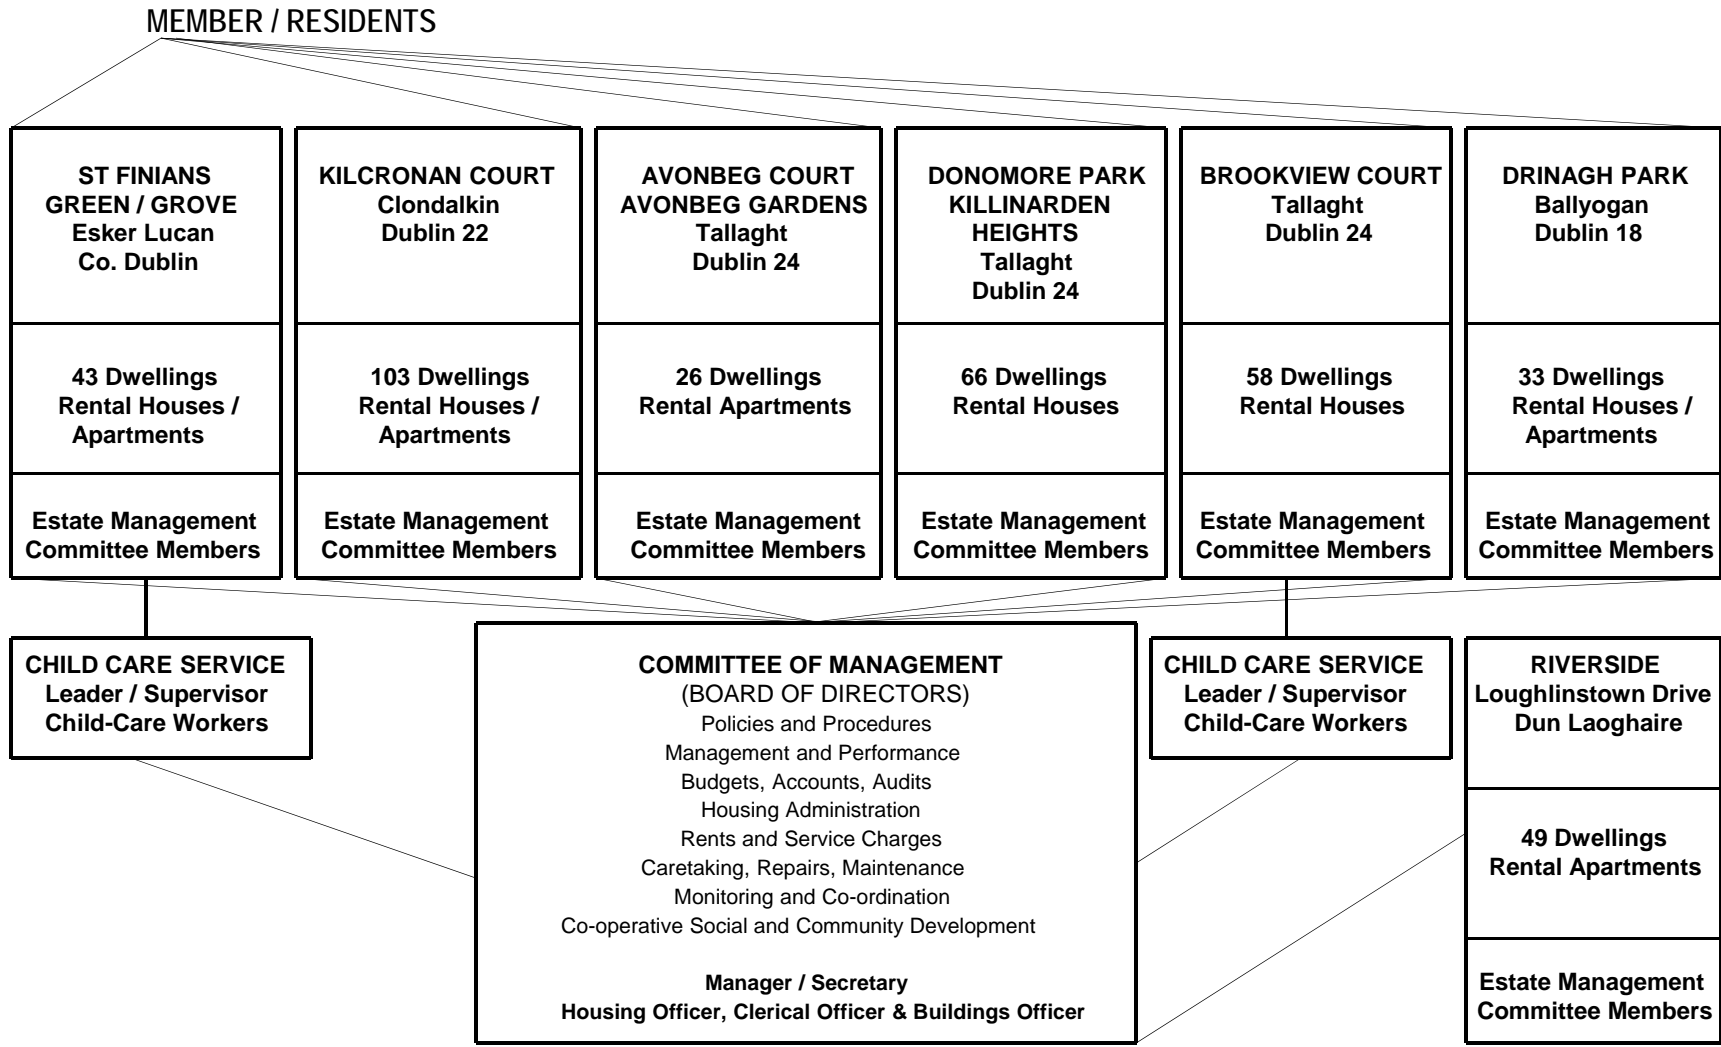 MEMBER / RESIDENTS
ST FINIANS
GREEN / GROVE
Esker Lucan
Co. Dublin
43 Dwellings
Rental Houses /
Apartments
Estate Management
Committee Members
KILCRONAN COURT
Clondalkin
Dublin 22
103 Dwellings
Rental Houses /
Apartments
Estate Management
Committee Members
AVONBEG COURT
AVONBEG GARDENS
Tallaght
Dublin 24
26 Dwellings
Rental Apartments
Estate Management
Committee Members
DONOMORE PARK
KILLINARDEN
HEIGHTS
Tallaght
Dublin 24
66 Dwellings
Rental Houses
Estate Management
Committee Members
BROOKVIEW COURT
Tallaght
Dublin 24
58 Dwellings
Rental Houses
Estate Management
Committee Members
DRINAGH PARK
Ballyogan
Dublin 18
33 Dwellings
Rental Houses /
Apartments
Estate Management
Committee Members
CHILD CARE SERVICE
Leader / Supervisor
Child-Care Workers
COMMITTEE OF MANAGEMENT
(BOARD OF DIRECTORS)
Policies and Procedures
Management and Performance
Budgets, Accounts, Audits
Housing Administration
Rents and Service Charges
Caretaking, Repairs, Maintenance
Monitoring and Co-ordination
Co-operative Social and Community Development
Manager / Secretary
Housing Officer, Clerical Officer & Buildings Officer
CHILD CARE SERVICE
Leader / Supervisor
Child-Care Workers
RIVERSIDE
Loughlinstown Drive
Dun Laoghaire
49 Dwellings
Rental Apartments
Estate Management
Committee Members